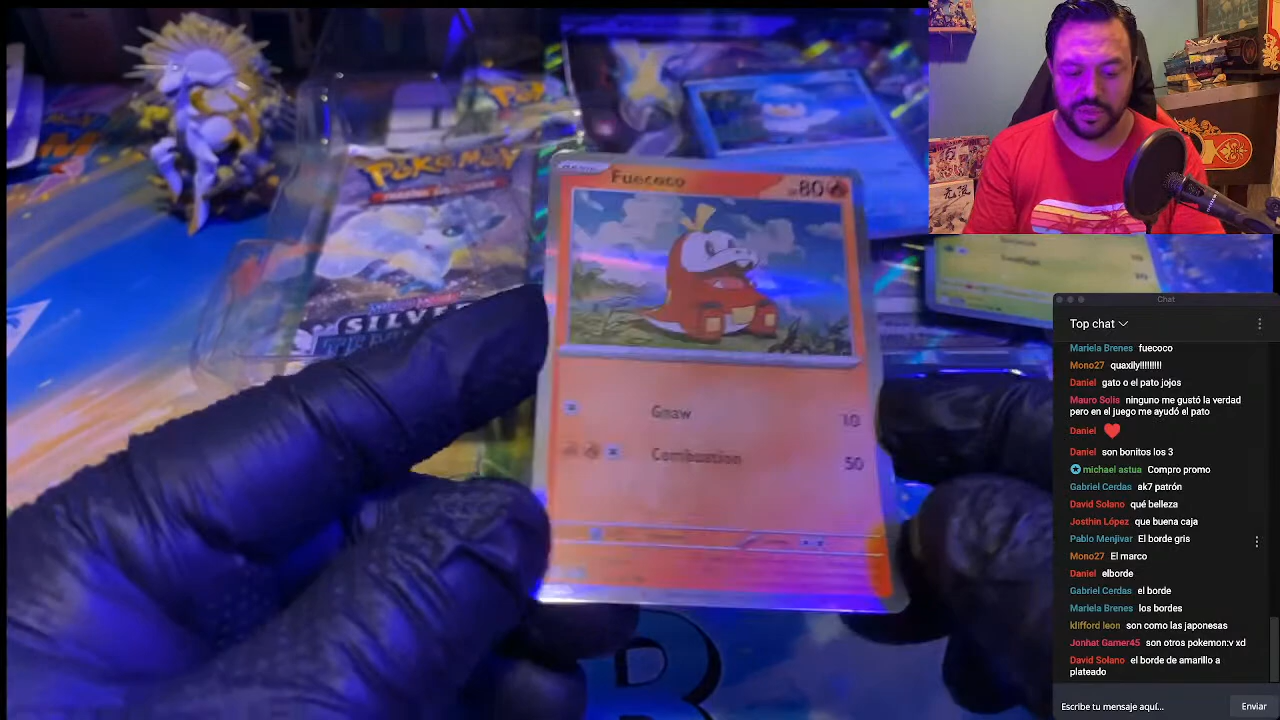 POKéMON
SILVER
TEMPEST
Fuecoco
80
Gnaw
10
Combustion
50
Chat
Top chat
Mariela Brenes fuecoco
Mono27 quaxlly!!!!!!!!!
Daniel gato o el pato jojos
Mauro Solis ninguno me gustó la verdad
pero en el juego me ayudó el pato
Daniel ❤
Daniel son bonitos los 3
michael astua Compro promo
Gabriel Cerdas ak7 patrón
David Solano qué belleza
Josthin López que buena caja
Pablo Menjivar El borde gris
Mono27 El marco
Daniel elborde
Gabriel Cerdas el borde
Mariela Brenes los bordes
klifford leon son como las japonesas
Jonhat Gamer45 son otros pokemon:v xd
David Solano el borde de amarillo a
plateado
Escribe tu mensaje aquí...
Enviar